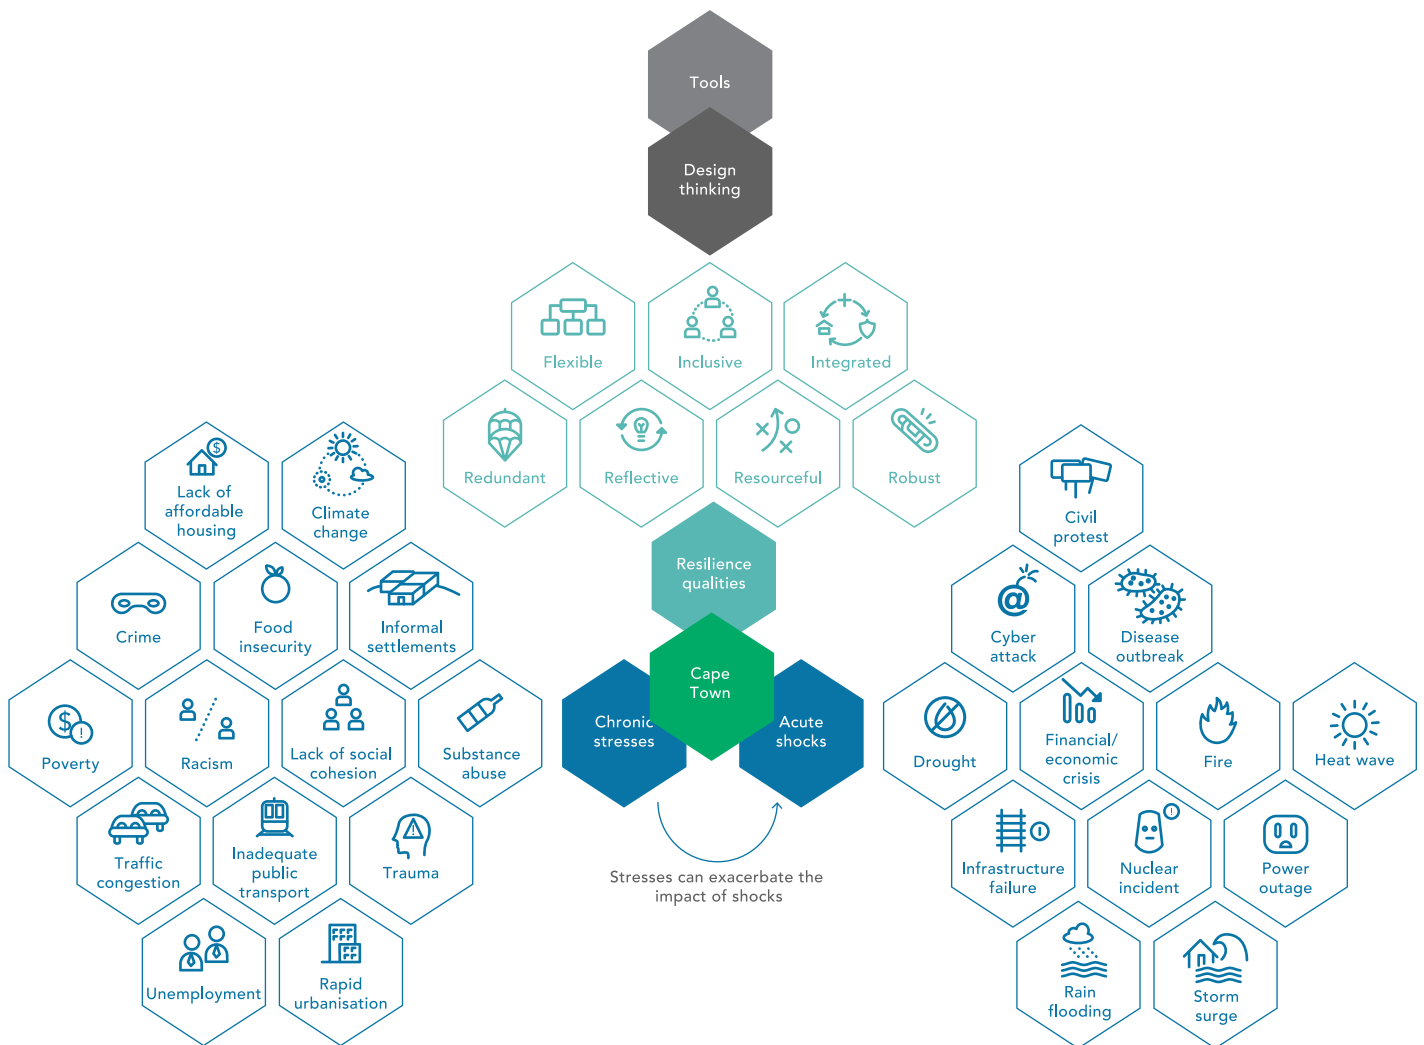 Tools
Design
thinking
Flexible
Inclusive
Integrated
Redundant
Reflective
Resourceful
Robust
Resilience
qualities
Cape
Town
Chronic
stresses
Acute
shocks
Stresses can exacerbate the
impact of shocks
$
Lack of
affordable
housing
Climate
change
Crime
Food
insecurity
Informal
settlements
$
!
Poverty
Racism
Lack of social
cohesion
Substance
abuse
Traffic
congestion
Inadequate
public
transport
!
Trauma
Unemployment
Rapid
urbanisation
Civil
protest
@
Cyber
attack
Disease
outbreak
Drought
Financial/
economic
crisis
Fire
Heat wave
Infrastructure
failure
!
Nuclear
incident
Power
outage
Rain
flooding
Storm
surge